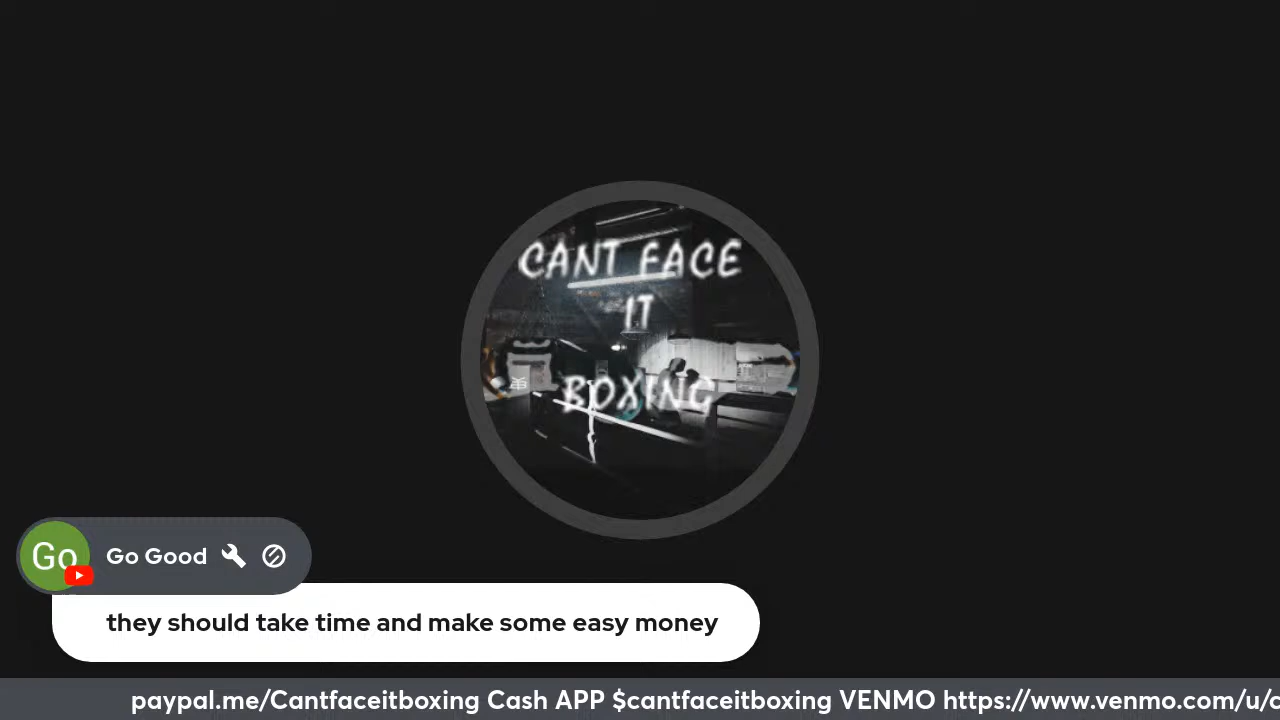 CANT FACE
IT
BOXING
Go Go Good
they should take time and make some easy money
paypal.me/Cantfaceitboxing Cash APP $cantfaceitboxing VENMO https://www.venmo.com/u/c